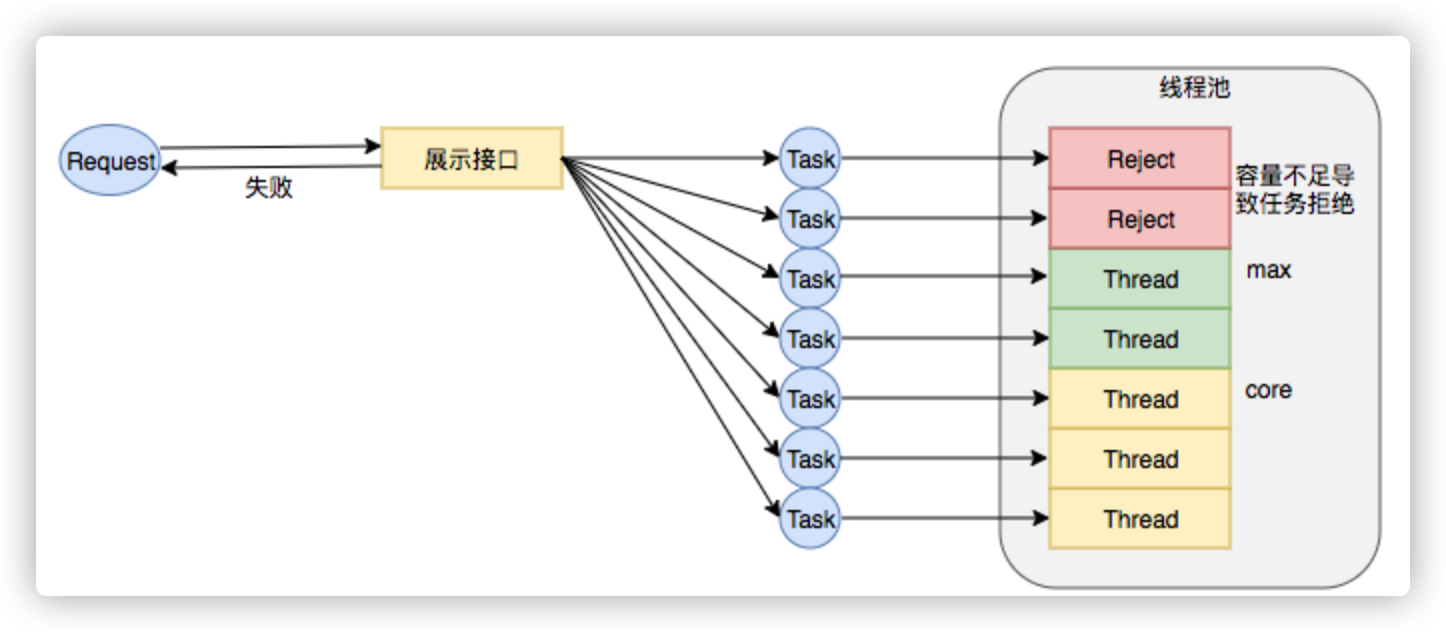 线程池
Request
失败
展示接口
Task
Task
Task
Task
Task
Task
Task
Reject
Reject
Thread
Thread
Thread
Thread
Thread
容量不足导
致任务拒绝
max
core